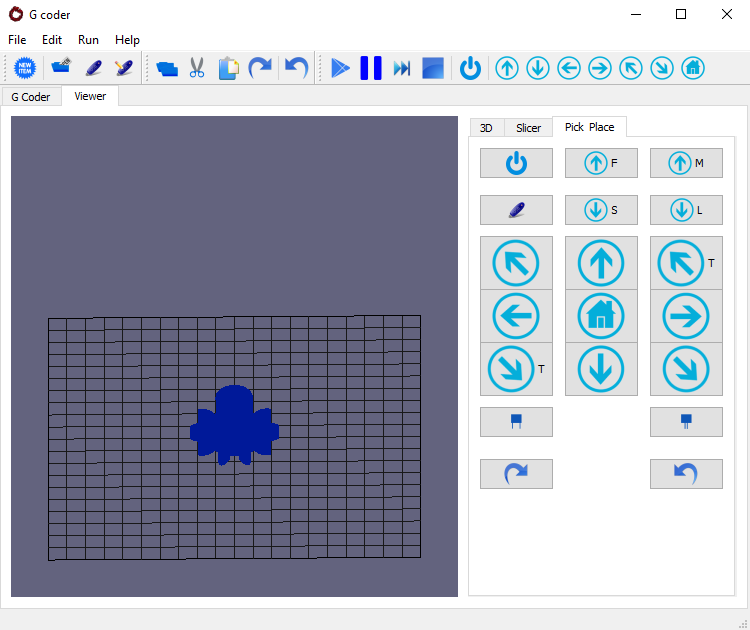 G coder
File Edit Run Help
NEW ITEM
G Coder Viewer
3D Slicer Pick Place
F M
S L
T
T